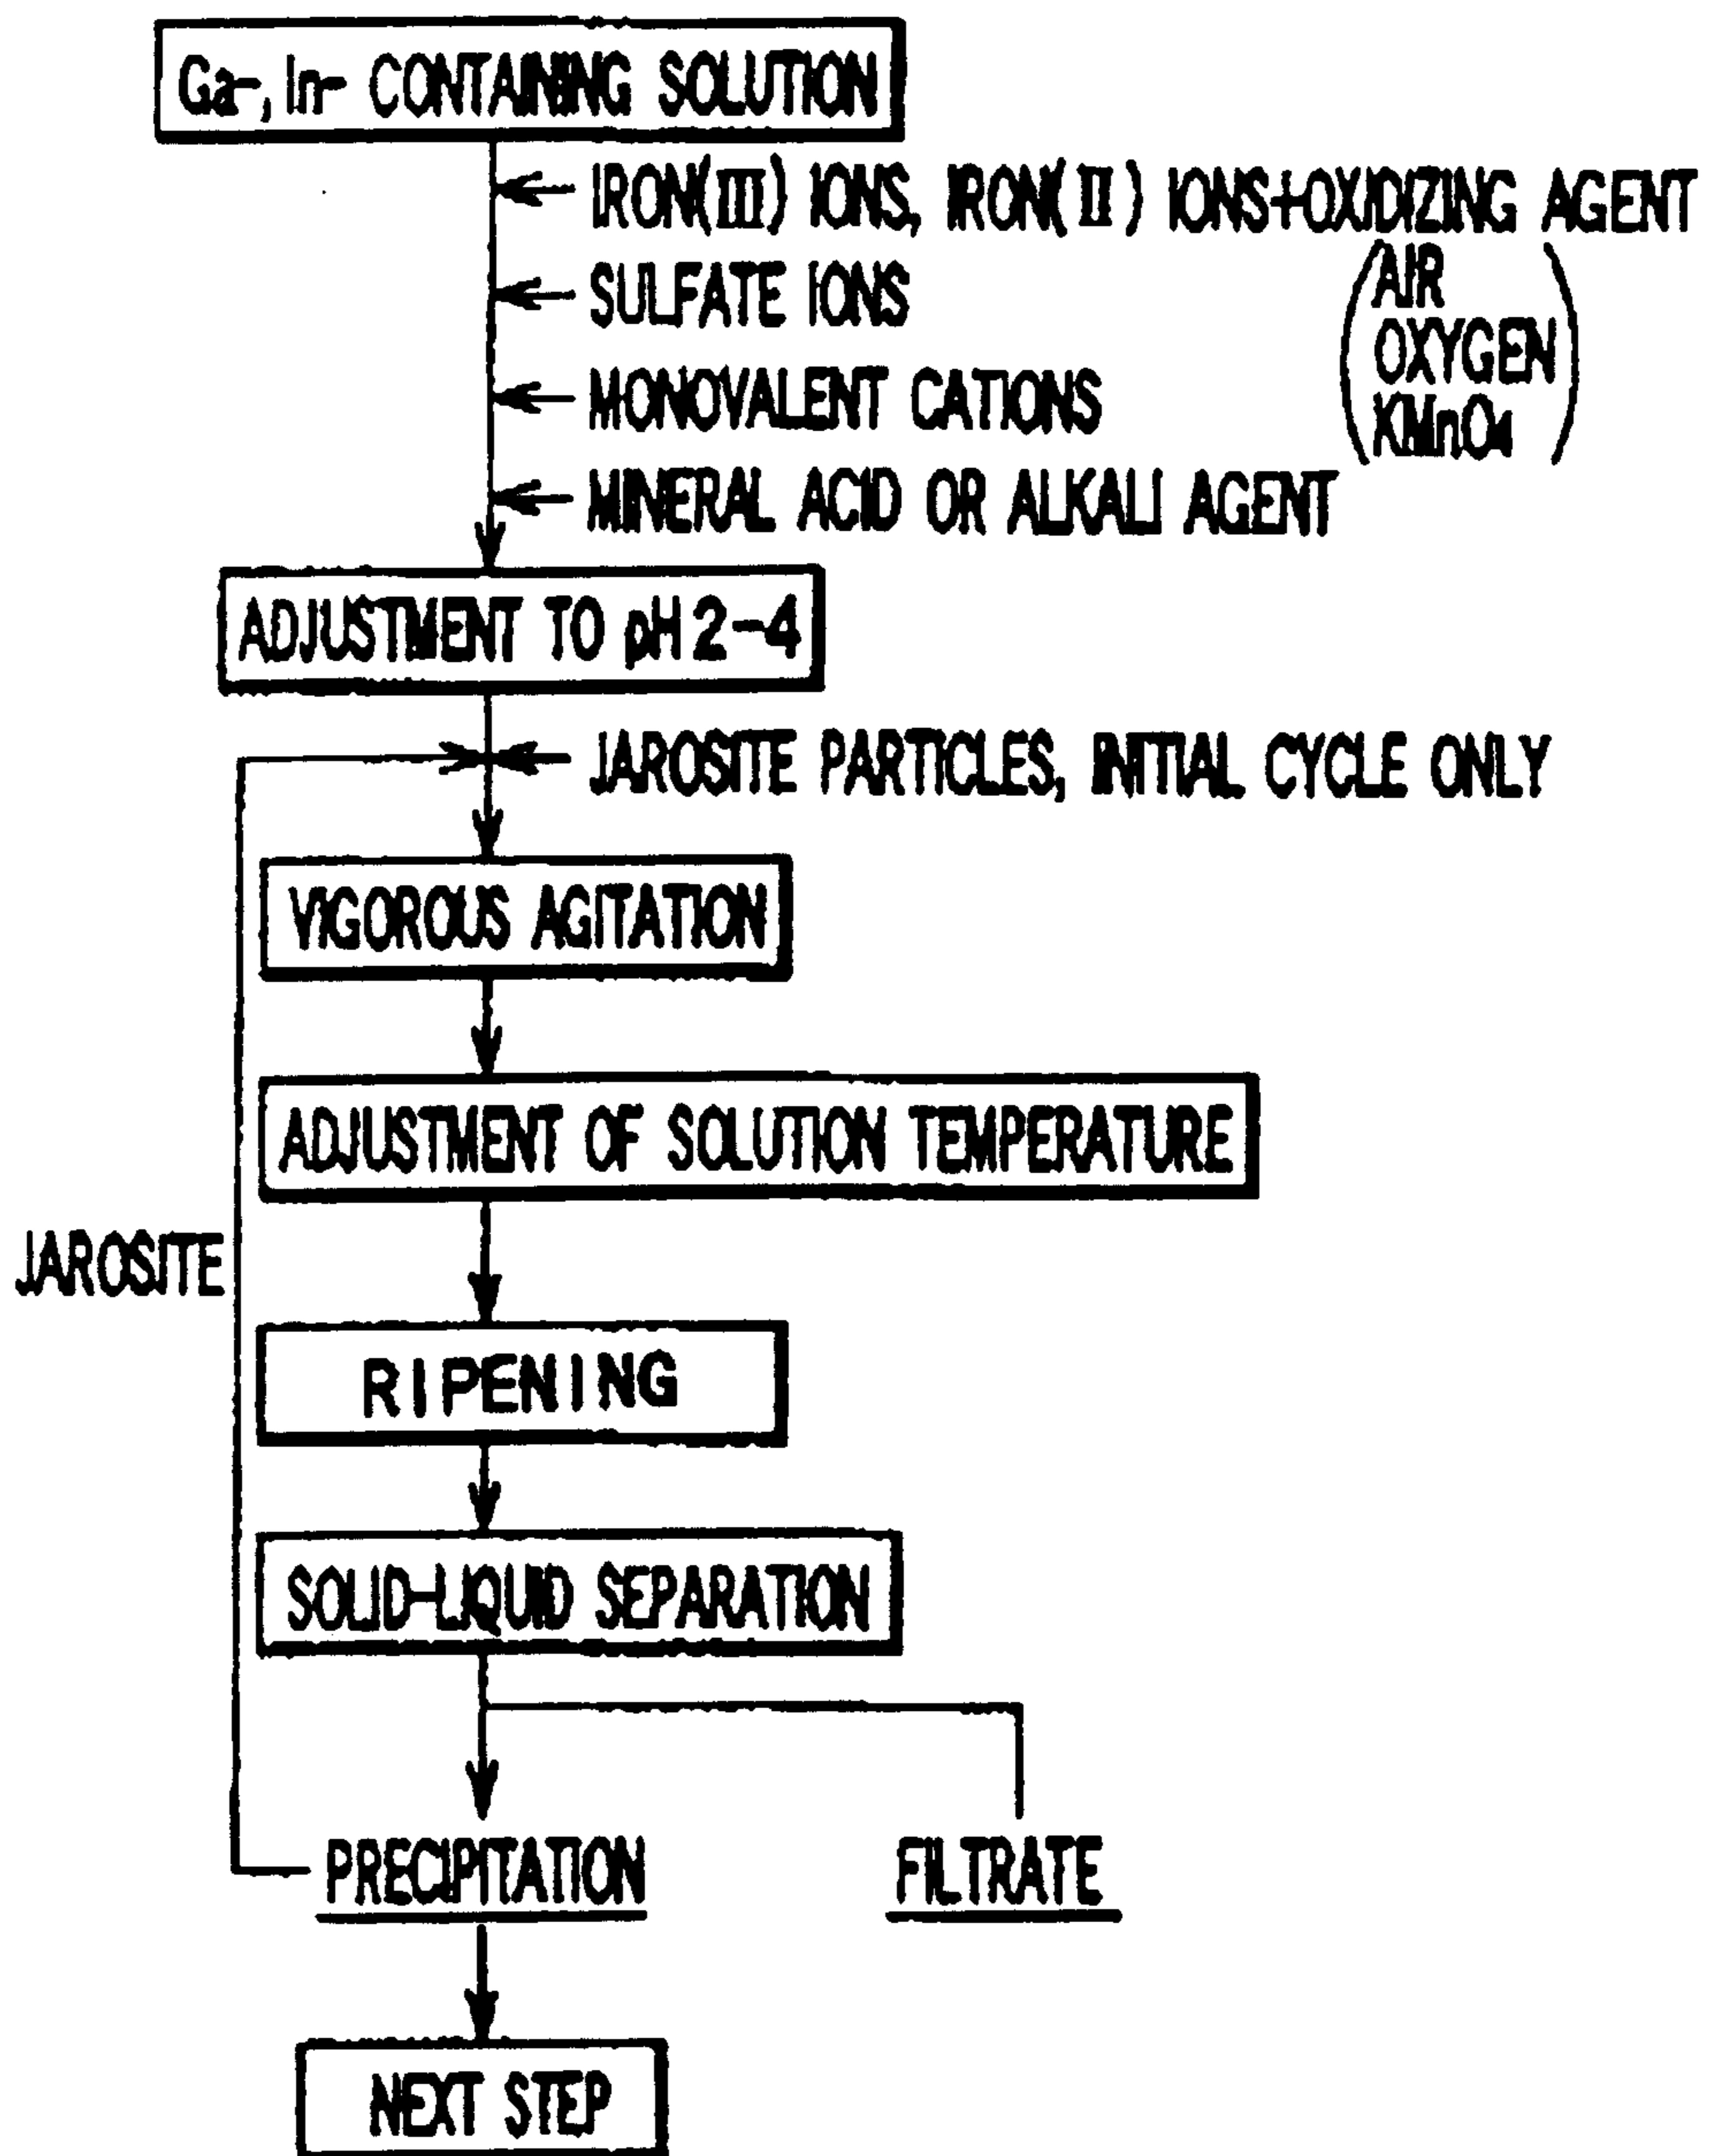 Ga-, In- CONTAINING SOLUTION
IRON(III) IONS, IRON(II) IONS+OXIDIZING AGENT
SULFATE IONS
AIR
OXYGEN
KMnO4
MONOVALENT CATIONS
MINERAL ACID OR ALKALI AGENT
ADJUSTMENT TO pH 2-4
JAROSITE PARTICLES, INITIAL CYCLE ONLY
VIGOROUS AGITATION
ADJUSTMENT OF SOLUTION TEMPERATURE
JAROSITE
RIPENING
SOLID-LIQUID SEPARATION
PRECIPITATION
FILTRATE
NEXT STEP